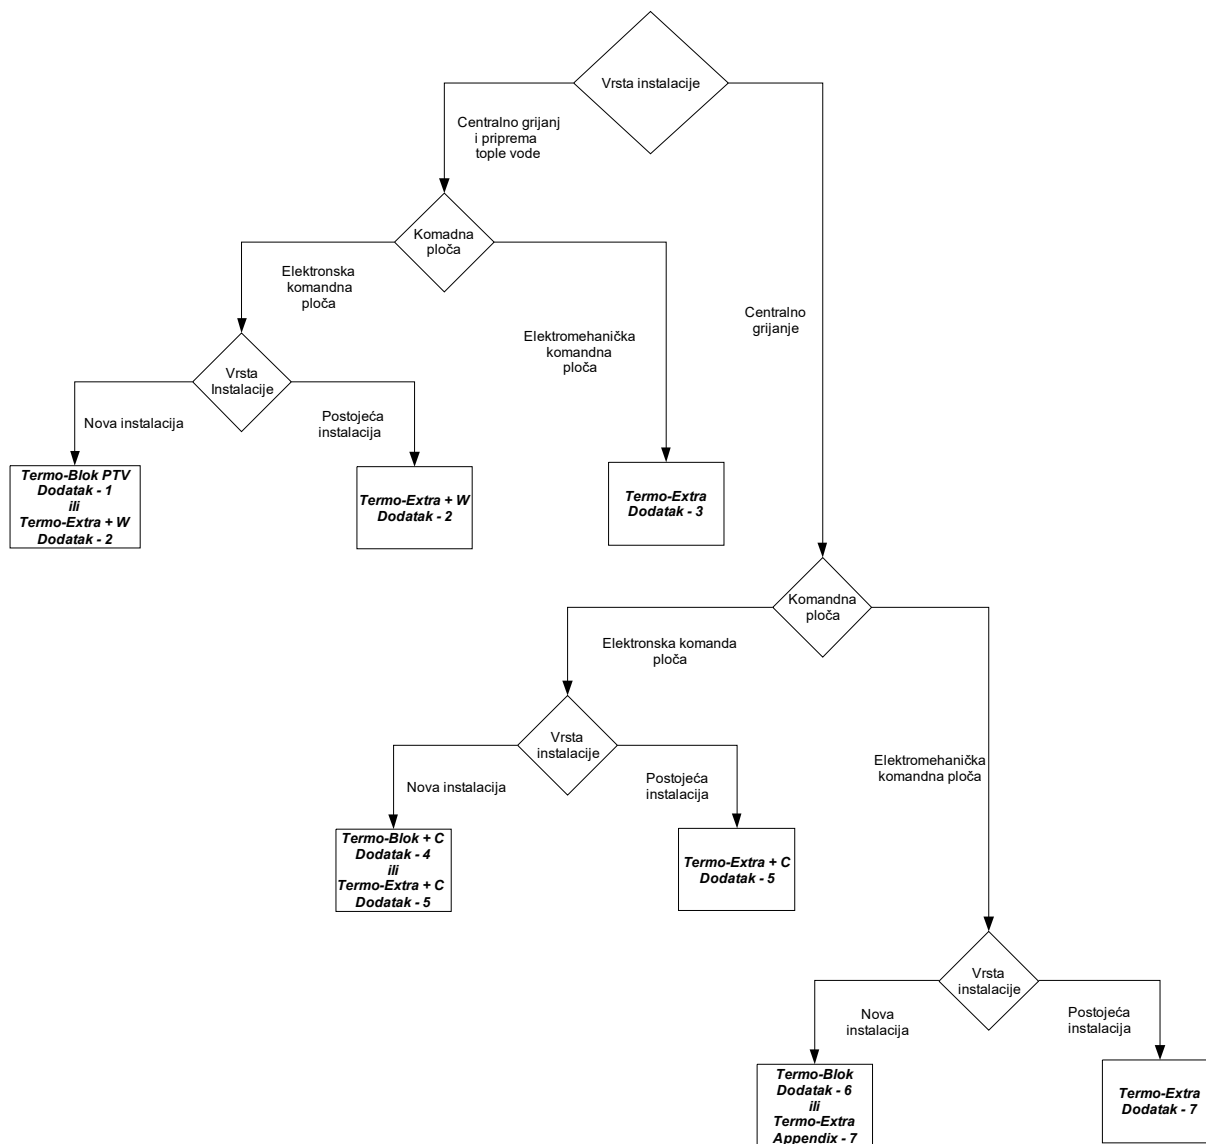 Vrsta instalacije
Centralno grijanj
i priprema
tople vode
Komadna
ploča
Elektronska
komandna
ploča
Elektromehanička
komandna
ploča
Centralno
grijanje
Vrsta
Instalacije
Nova instalacija
Postojeća
instalacija
Termo-Blok PTV
Dodatak - 1
ili
Termo-Extra + W
Dodatak - 2
Termo-Extra + W
Dodatak - 2
Termo-Extra
Dodatak - 3
Komandna
ploča
Elektronska komanda
ploča
Elektromehanička
komandna ploča
Vrsta
instalacije
Nova instalacija
Postojeća
instalacija
Termo-Blok + C
Dodatak - 4
ili
Termo-Extra + C
Dodatak - 5
Termo-Extra + C
Dodatak - 5
Vrsta
instalacije
Nova
instalacija
Postojeća
instalacija
Termo-Blok
Dodatak - 6
ili
Termo-Extra
Appendix - 7
Termo-Extra
Dodatak - 7